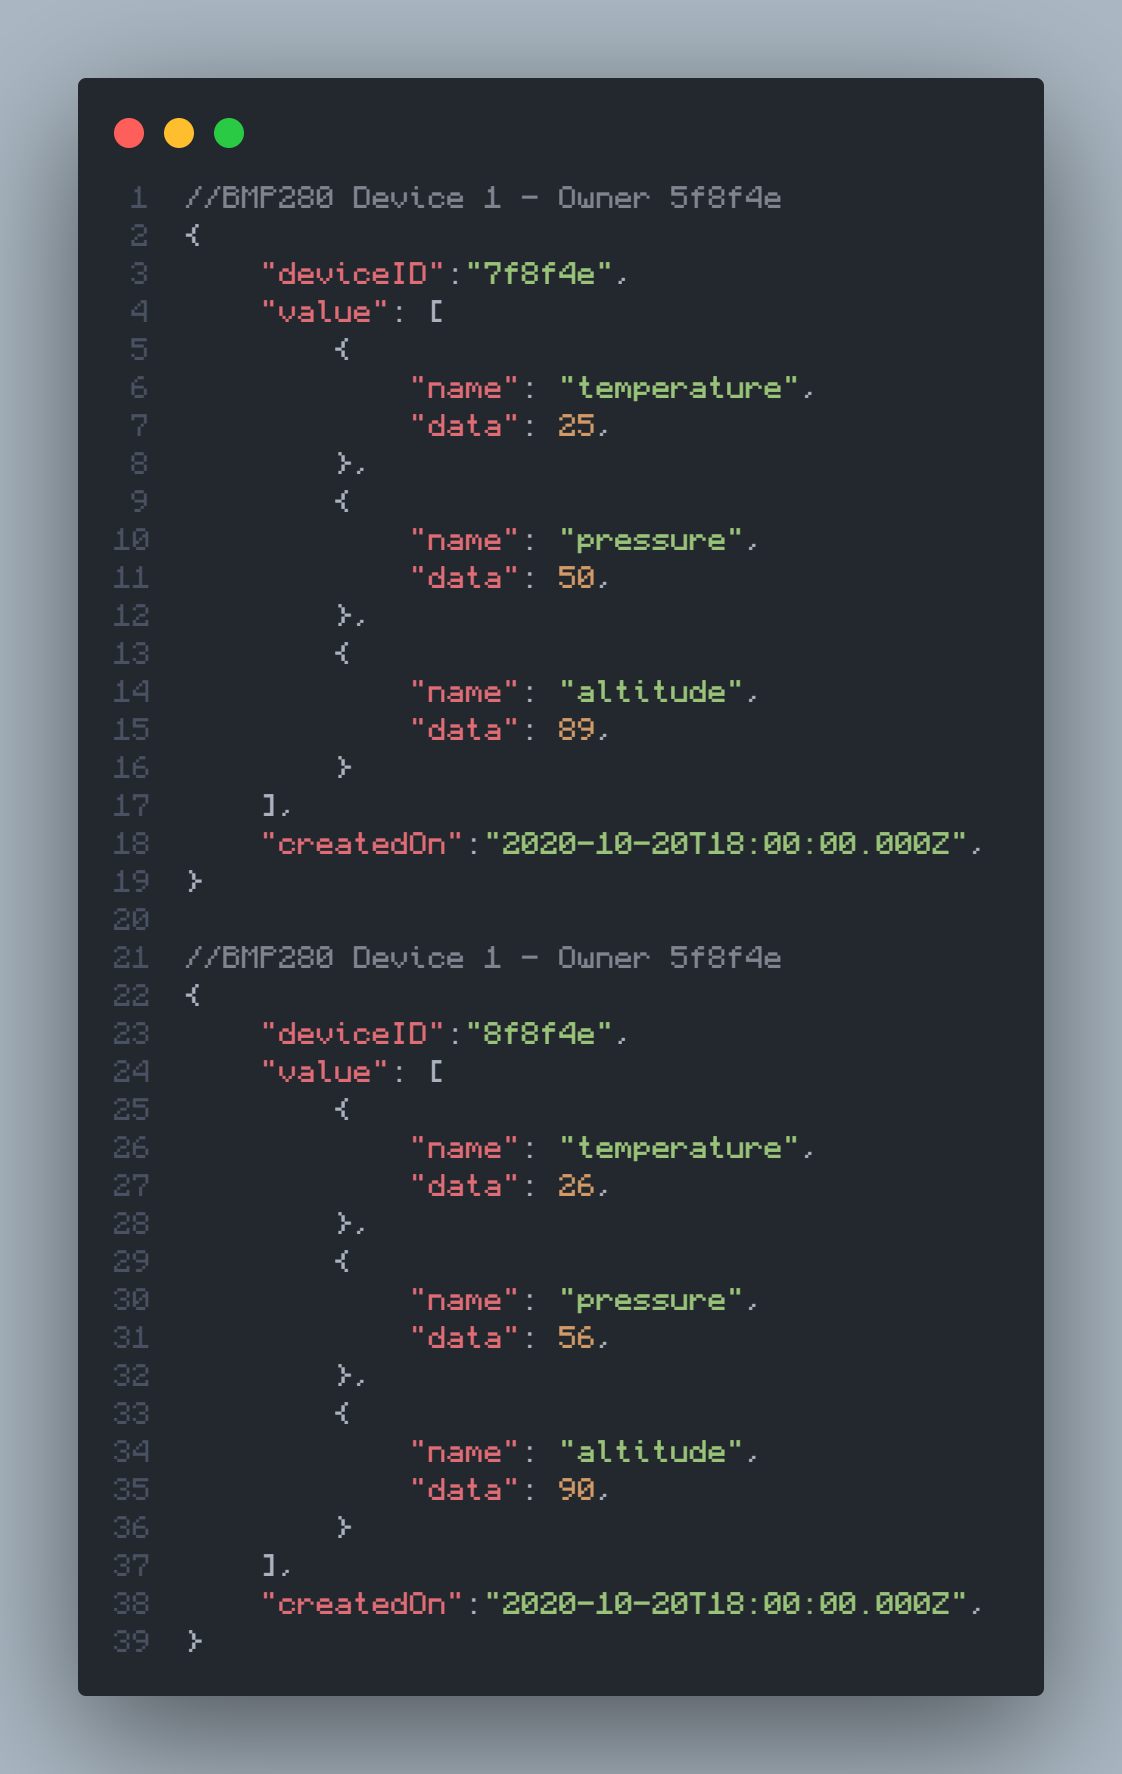 1 //BMP280 Device 1 - Owner 5f8f4e
2 {
3     "deviceID":"7f8f4e",
4     "value": [
5         {
6             "name": "temperature",
7             "data": 25,
8         },
9         {
10             "name": "pressure",
11             "data": 50,
12         },
13         {
14             "name": "altitude",
15             "data": 89,
16         }
17     ],
18     "createdOn":"2020-10-20T18:00:00.000Z",
19 }
20
21 //BMP280 Device 1 - Owner 5f8f4e
22 {
23     "deviceID":"8f8f4e",
24     "value": [
25         {
26             "name": "temperature",
27             "data": 26,
28         },
29         {
30             "name": "pressure",
31             "data": 56,
32         },
33         {
34             "name": "altitude",
35             "data": 90,
36         }
37     ],
38     "createdOn":"2020-10-20T18:00:00.000Z",
39 }